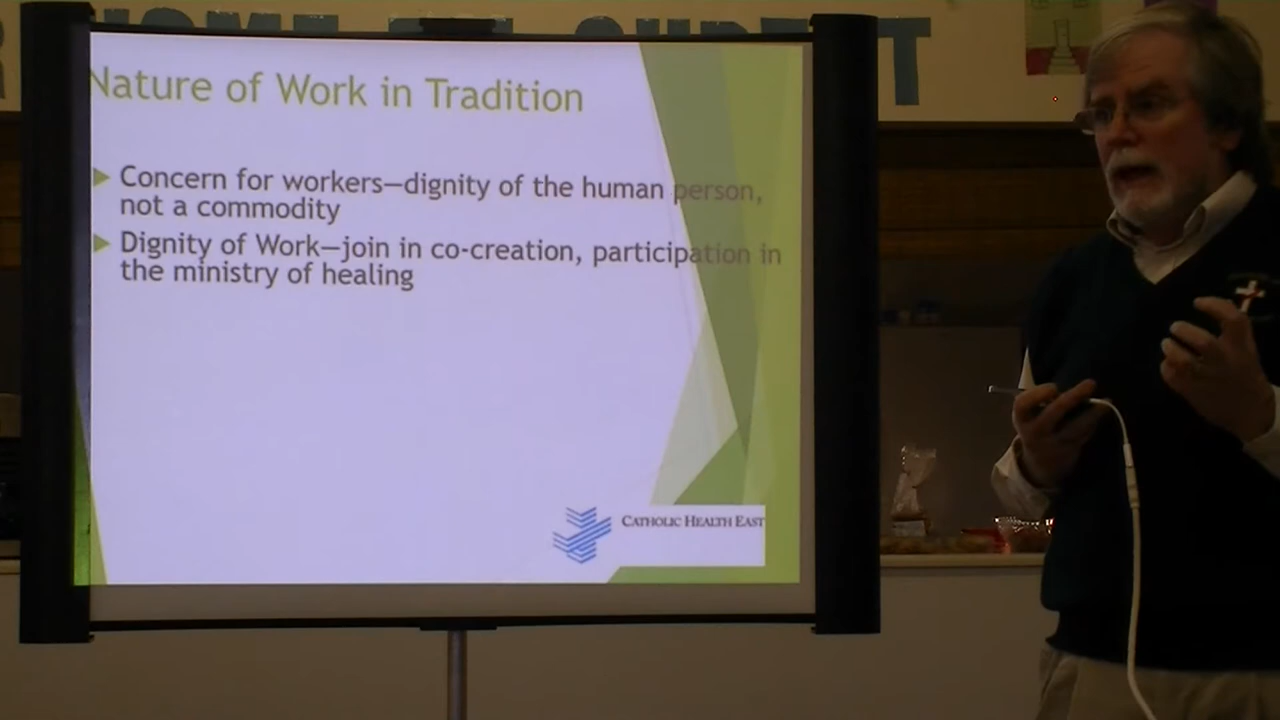 Nature of Work in Tradition
Concern for workers—dignity of the human person,
not a commodity
Dignity of Work—join in co-creation, participation in
the ministry of healing
CATHOLIC HEALTH EAST